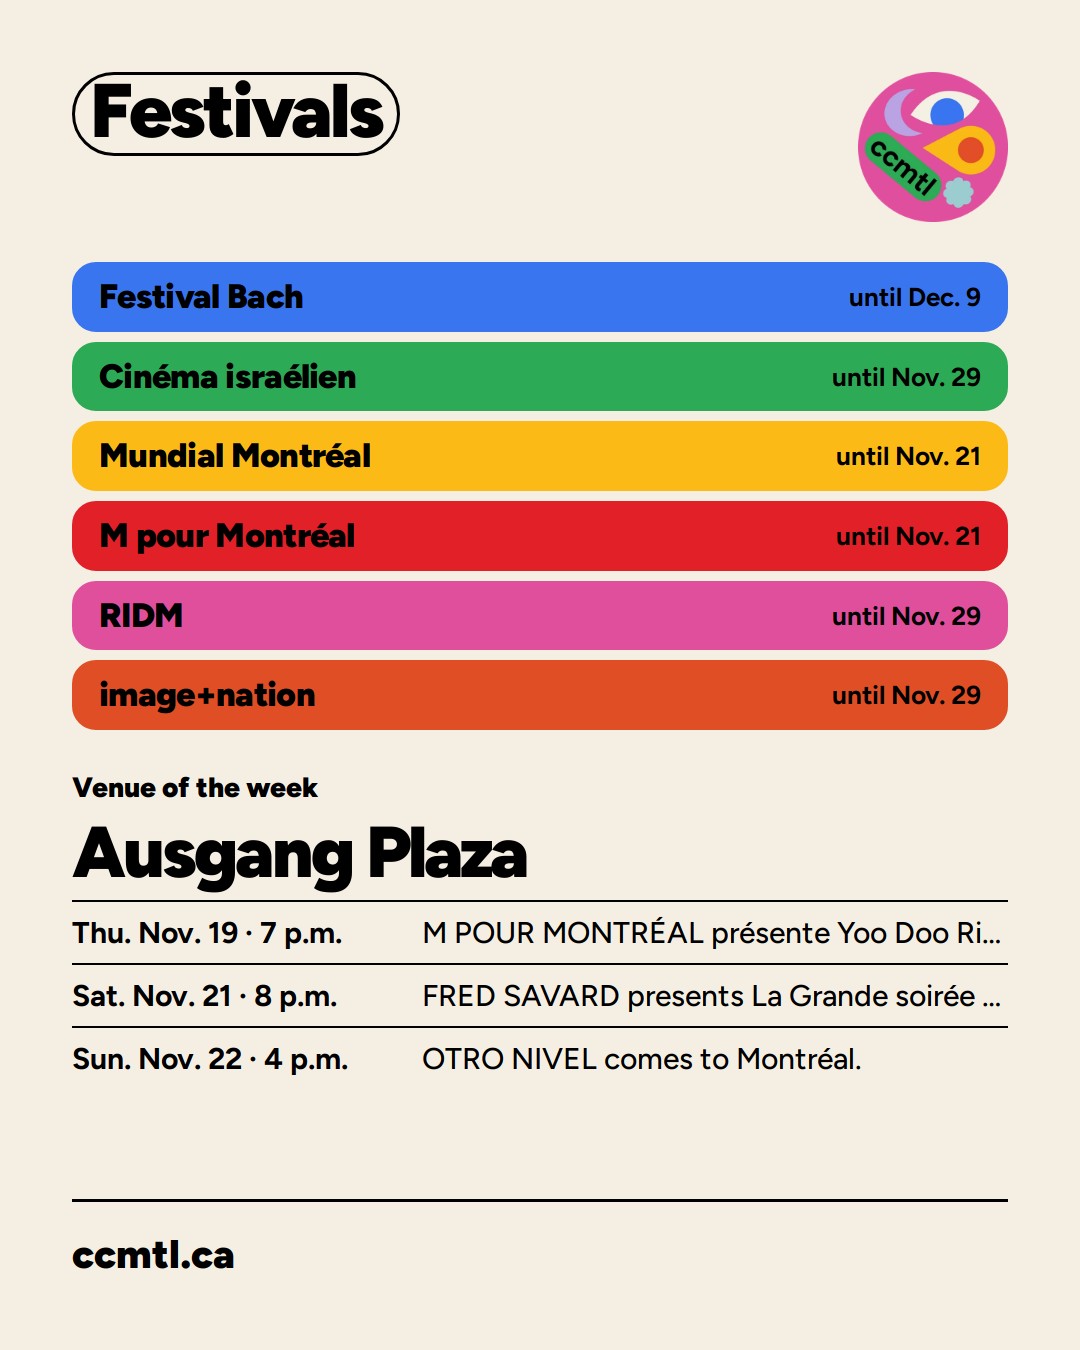 Festivals
ccmtl
Festival Bach until Dec. 9
Cinéma israélien until Nov. 29
Mundial Montréal until Nov. 21
M pour Montréal until Nov. 21
RIDM until Nov. 29
image+nation until Nov. 29
Venue of the week
Ausgang Plaza
Thu. Nov. 19 · 7 p.m. M POUR MONTRÉAL présente Yoo Doo Ri...
Sat. Nov. 21 · 8 p.m. FRED SAVARD presents La Grande soirée ...
Sun. Nov. 22 · 4 p.m. OTRO NIVEL comes to Montréal.
ccmtl.ca